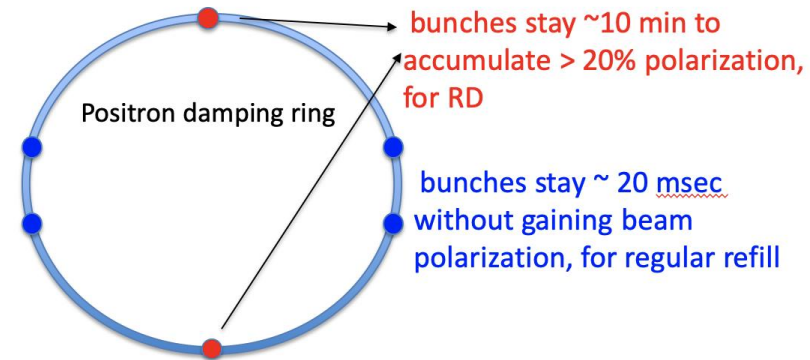 bunches stay ~10 min to
accumulate > 20% polarization,
for RD
Positron damping ring
bunches stay ~ 20 msec
without gaining beam
polarization, for regular refill